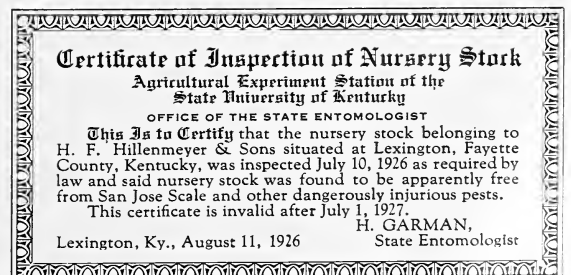 Certificate of Inspection of Nursery Stock
Agricultural Experiment Station of the
State University of Kentucky
OFFICE OF THE STATE ENTOMOLOGIST
This Is to Certify that the nursery stock belonging to
H. F. Hillenmeyer & Sons situated at Lexington, Fayette
County, Kentucky, was inspected July 10, 1926 as required by
law and said nursery stock was found to be apparently free
from San Jose Scale and other dangerously injurious pests.
This certificate is invalid after July 1, 1927.
H. GARMAN,
Lexington, Ky., August 11, 1926 State Entomologist